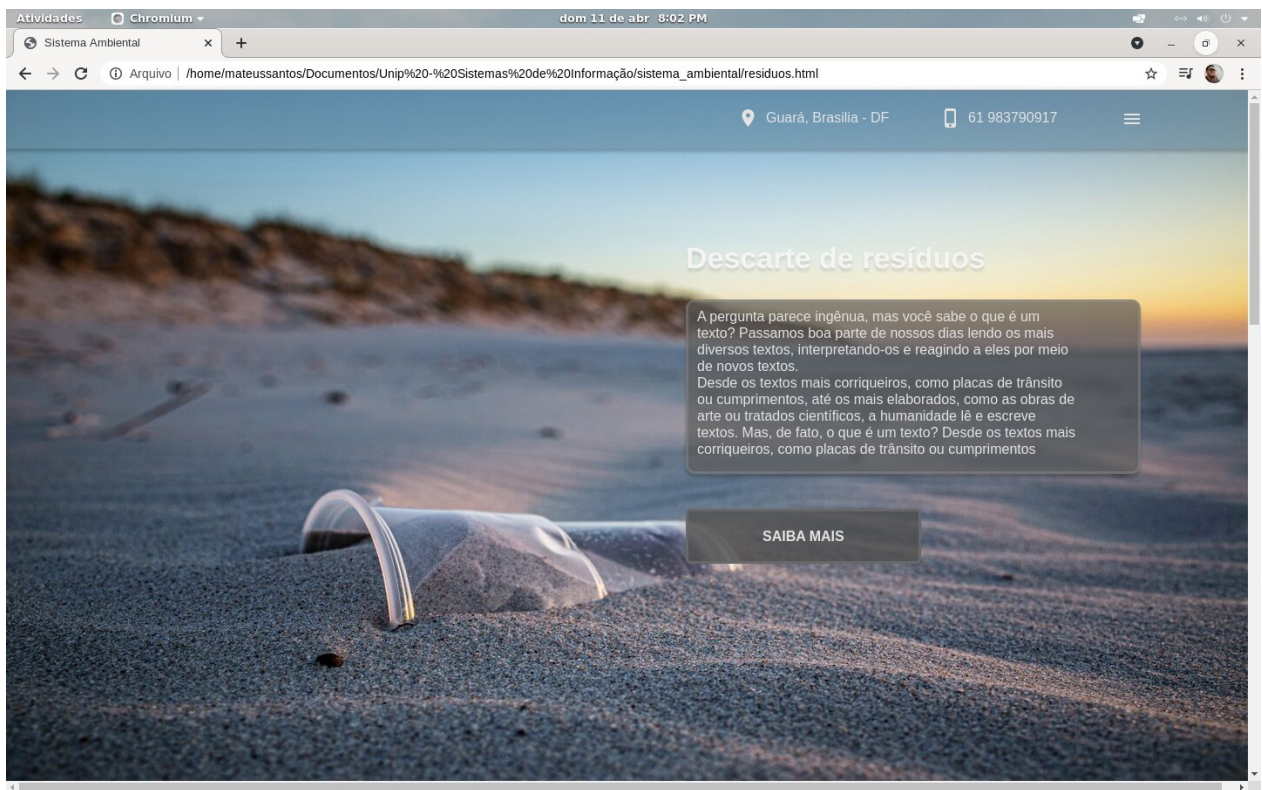 Atividades Chromium dom 11 de abr 8:02 PM
Sistema Ambiental
Arquivo /home/mateussantos/Documentos/Unip%20-%20Sistemas%20de%20Informação/sistema_ambiental/residuos.html
Guará, Brasilia - DF 61 983790917
Descarte de resíduos
A pergunta parece ingênua, mas você sabe o que é um
texto? Passamos boa parte de nossos dias lendo os mais
diversos textos, interpretando-os e reagindo a eles por meio
de novos textos.
Desde os textos mais corriqueiros, como placas de trânsito
ou cumprimentos, até os mais elaborados, como as obras de
arte ou tratados científicos, a humanidade lê e escreve
textos. Mas, de fato, o que é um texto? Desde os textos mais
corriqueiros, como placas de trânsito ou cumprimentos
SAIBA MAIS